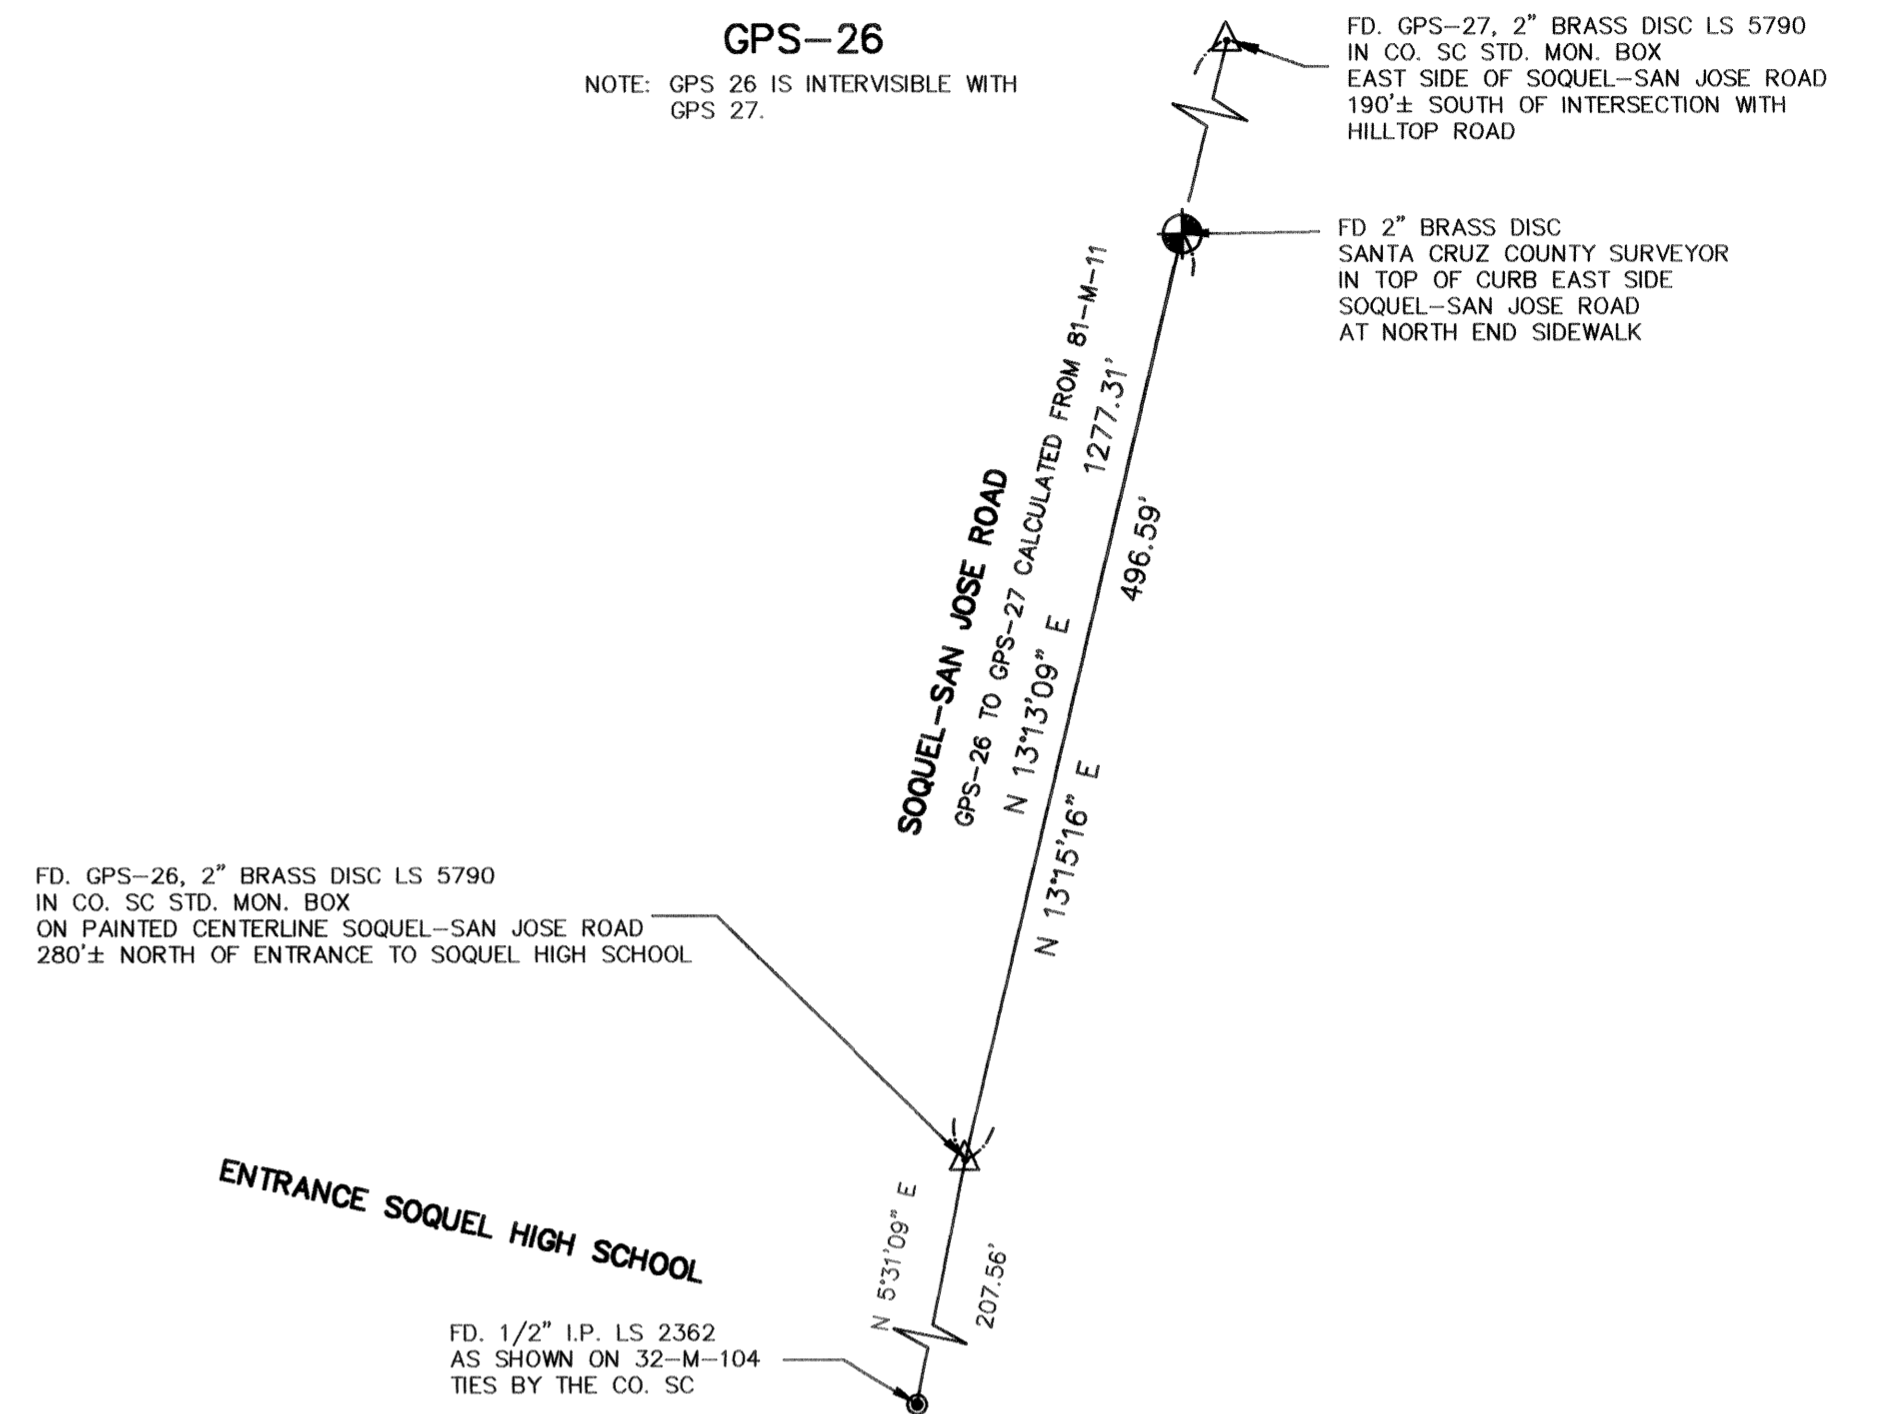 GPS-26
NOTE: GPS 26 IS INTERVISIBLE WITH
GPS 27.
FD. GPS-27, 2" BRASS DISC LS 5790
IN CO. SC STD. MON. BOX
EAST SIDE OF SOQUEL-SAN JOSE ROAD
190'± SOUTH OF INTERSECTION WITH
HILLTOP ROAD
FD 2" BRASS DISC
SANTA CRUZ COUNTY SURVEYOR
IN TOP OF CURB EAST SIDE
SOQUEL-SAN JOSE ROAD
AT NORTH END SIDEWALK
SOQUEL-SAN JOSE ROAD
GPS-26 TO GPS-27 CALCULATED FROM 81-M-11
N 13°13'09" E 1277.31'
N 13°15'16" E 496.59'
FD. GPS-26, 2" BRASS DISC LS 5790
IN CO. SC STD. MON. BOX
ON PAINTED CENTERLINE SOQUEL-SAN JOSE ROAD
280'± NORTH OF ENTRANCE TO SOQUEL HIGH SCHOOL
ENTRANCE SOQUEL HIGH SCHOOL
N 5°31'09" E
207.56'
FD. 1/2" I.P. LS 2362
AS SHOWN ON 32-M-104
TIES BY THE CO. SC